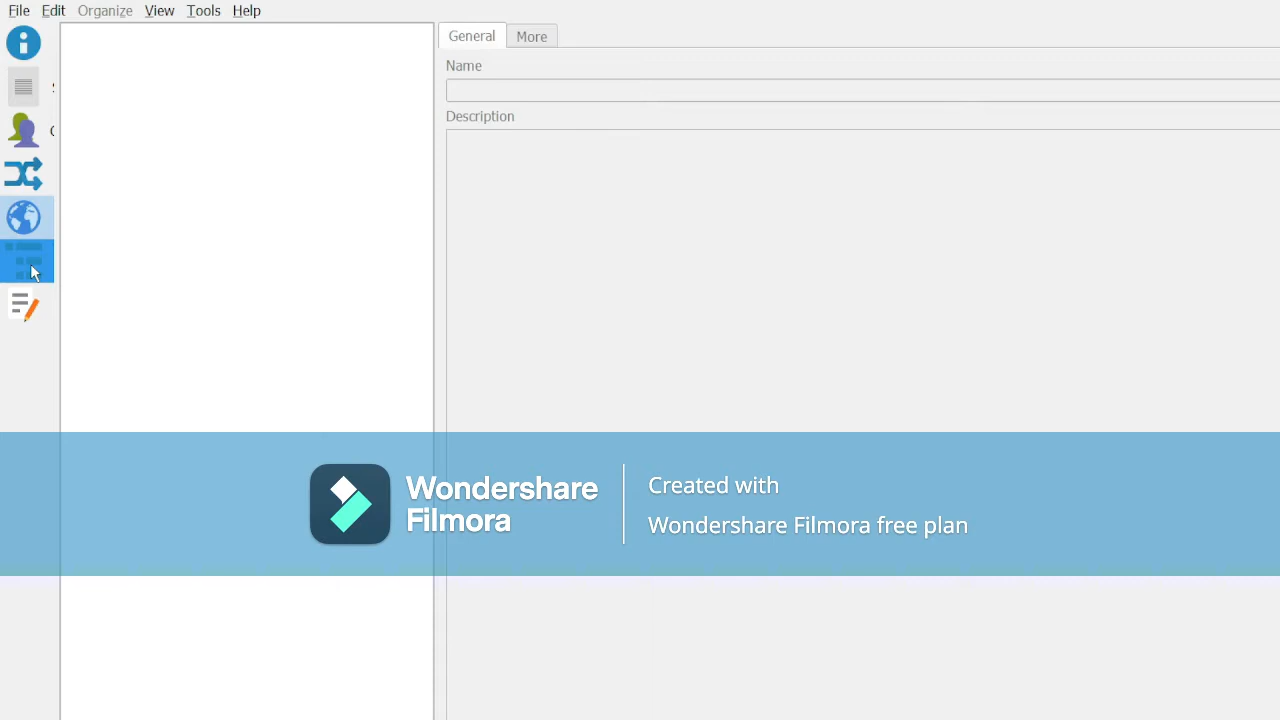 File Edit Organize View Tools Help
General More
Name
Description
Wondershare
Filmora
Created with
Wondershare Filmora free plan